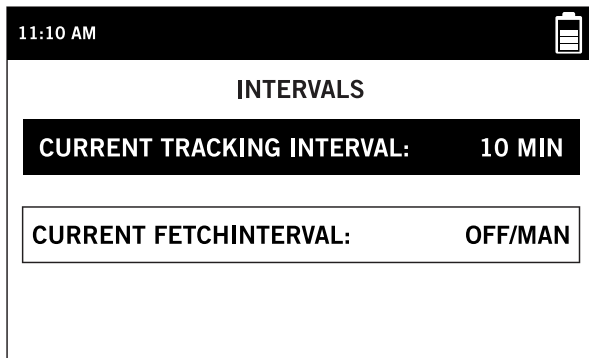 11:10 AM
INTERVALS
CURRENT TRACKING INTERVAL: 10 MIN
CURRENT FETCHINTERVAL: OFF/MAN